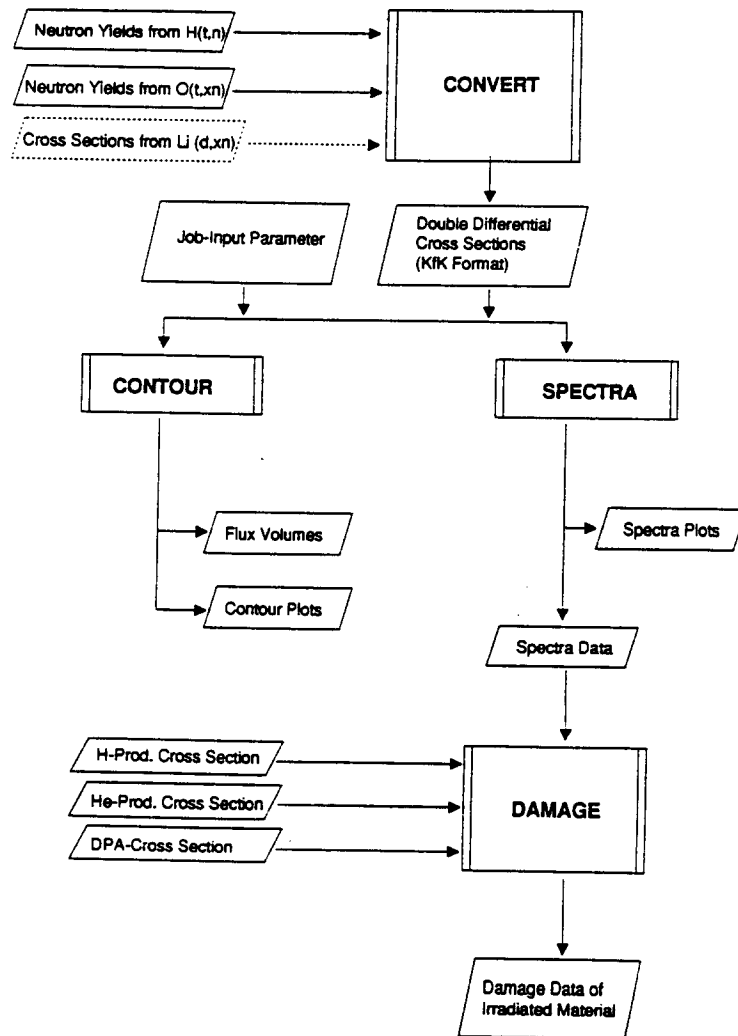 Neutron Yields from H(t,n)
Neutron Yields from O(t,xn)
Cross Sections from Li (d,xn)
CONVERT
Job-Input Parameter
Double Differential
Cross Sections
(KfK Format)
CONTOUR
SPECTRA
Flux Volumes
Spectra Plots
Contour Plots
Spectra Data
H-Prod. Cross Section
He-Prod. Cross Section
DPA-Cross Section
DAMAGE
Damage Data of
Irradiated Material